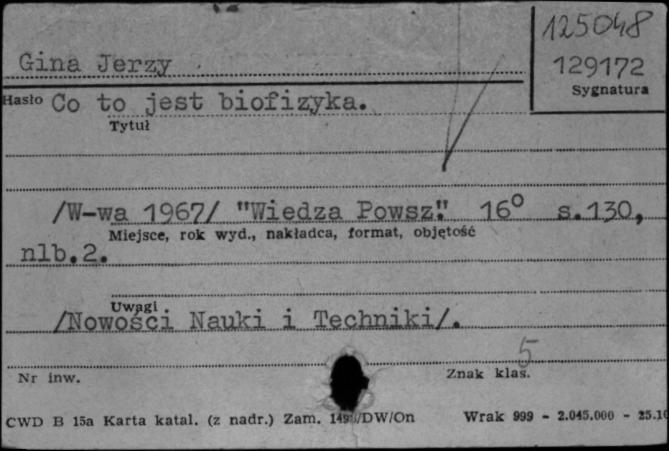 125048
Gina Jerzy 129172
Sygnatura
Hasło Co to jest biofizyka.
Tytuł
/W-wa 1967/ "Wiedza Powsz". 16° s.130,
Miejsce, rok wyd., nakładca, format, objętość
nlb.2.
Uwagi
/Nowości Nauki i Techniki/.
5
Nr inw. Znak klas.
CWD B 15a Karta katal. (z nadr.) Zam. /DW/On Wrak 999 - 2.045.000 - 25.10